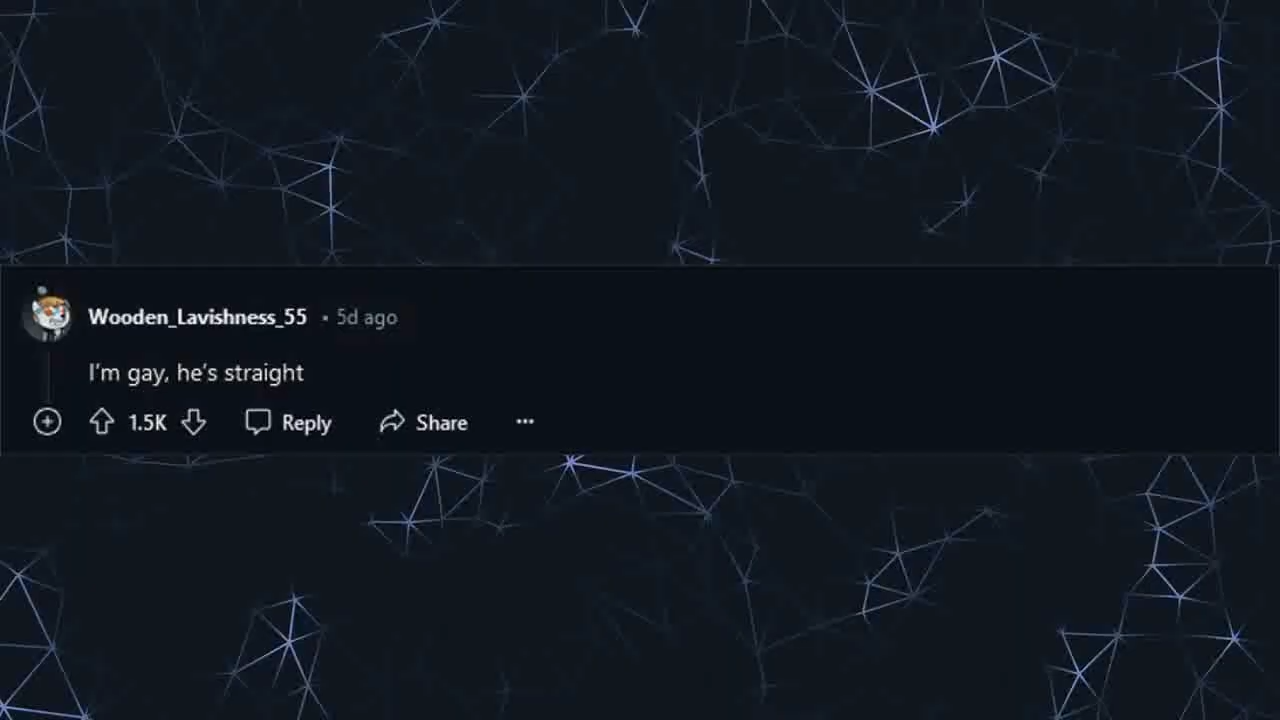 Wooden_Lavishness_55 • 5d ago
I'm gay, he's straight
1.5K Reply Share ...